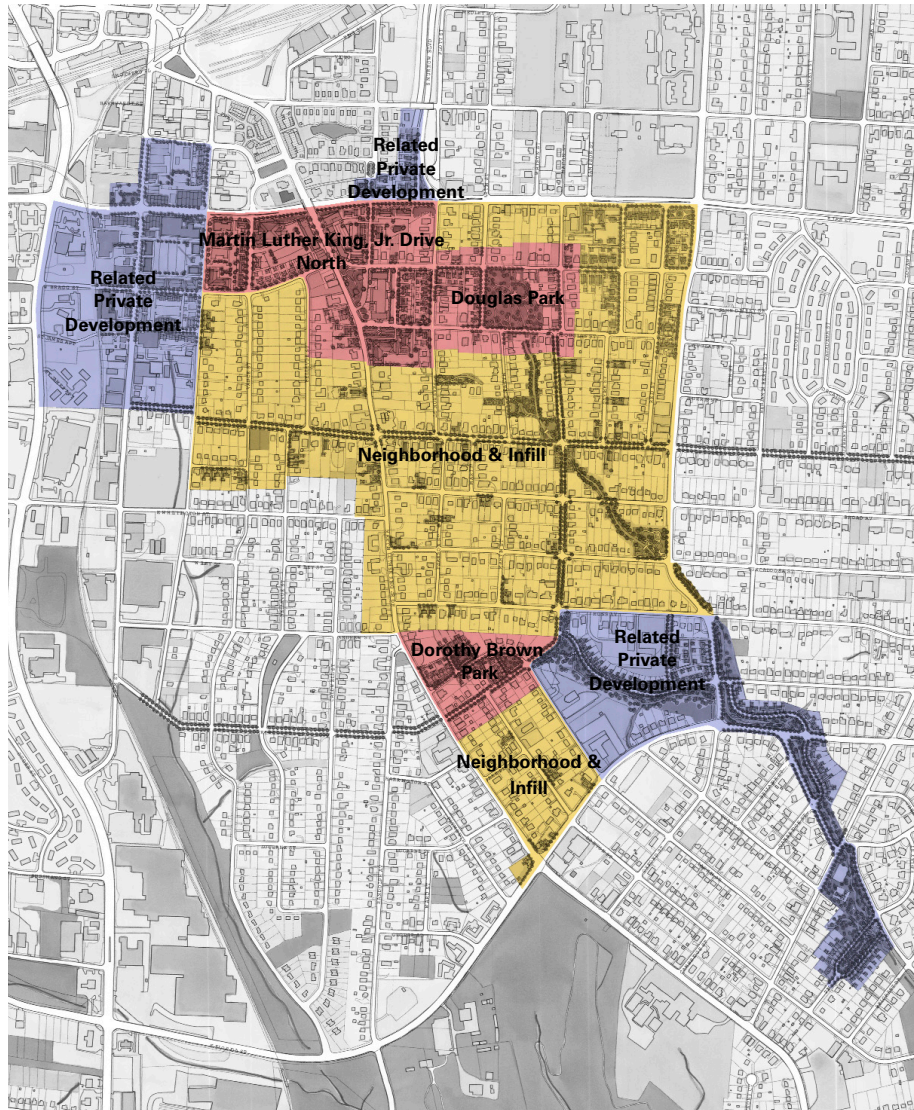 Related
Private
Development
Martin Luther King, Jr. Drive
North
Related
Private
Development
Douglas Park
Neighborhood & Infill
Dorothy Brown
Park
Related
Private
Development
Neighborhood &
Infill